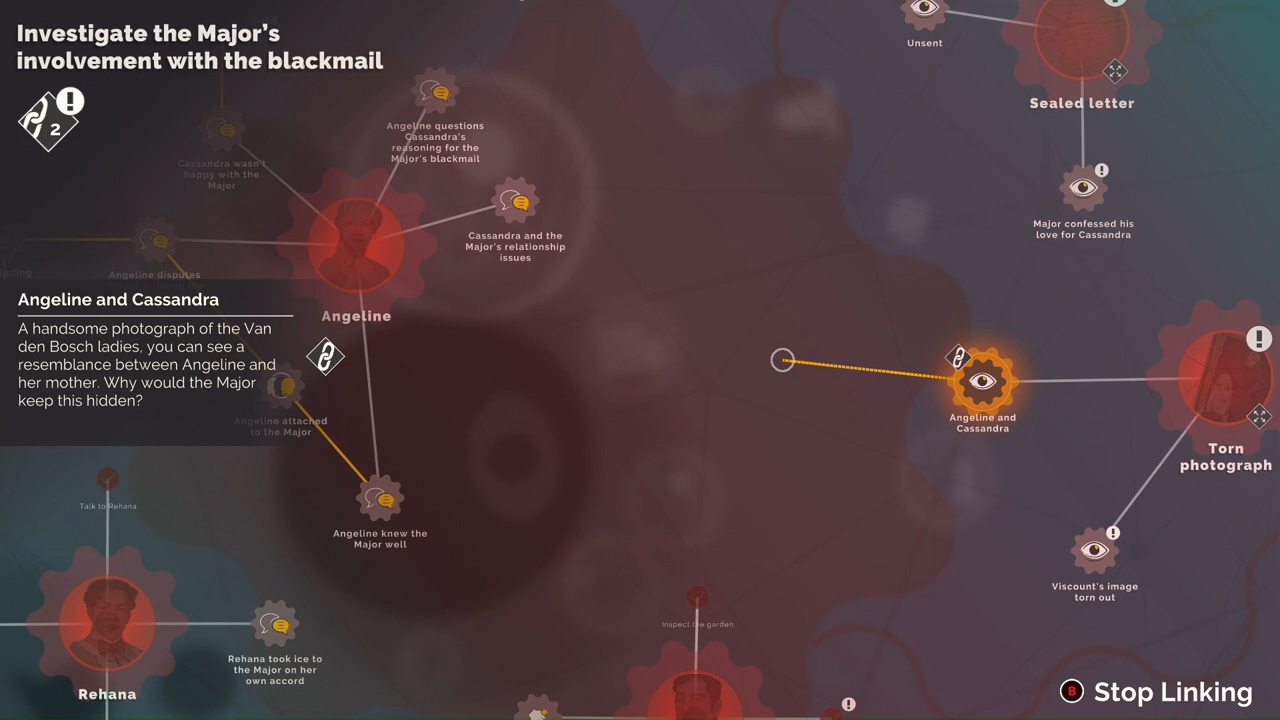 Investigate the Major's
involvement with the blackmail
2
Unsent
Sealed letter
Angeline questions
Cassandra's
reasoning for the
Major's blackmail
Cassandra wasn't
happy with the
Major
Cassandra and the
Major's relationship
issues
Major confessed his
love for Cassandra
Angeline disputes
Angeline
Angeline and Cassandra
A handsome photograph of the Van
den Bosch ladies, you can see a
resemblance between Angeline and
her mother. Why would the Major
keep this hidden?
Angeline attached
to the Major
Angeline and
Cassandra
Torn
photograph
Talk to Rehana
Angeline knew the
Major well
Viscount's image
torn out
Inspect the garden
Rehana took ice to
the Major on her
own accord
Rehana
B Stop Linking